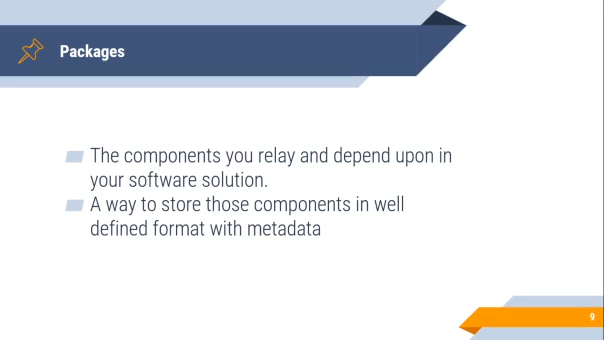 Packages
The components you relay and depend upon in
your software solution.
A way to store those components in well
defined format with metadata
9